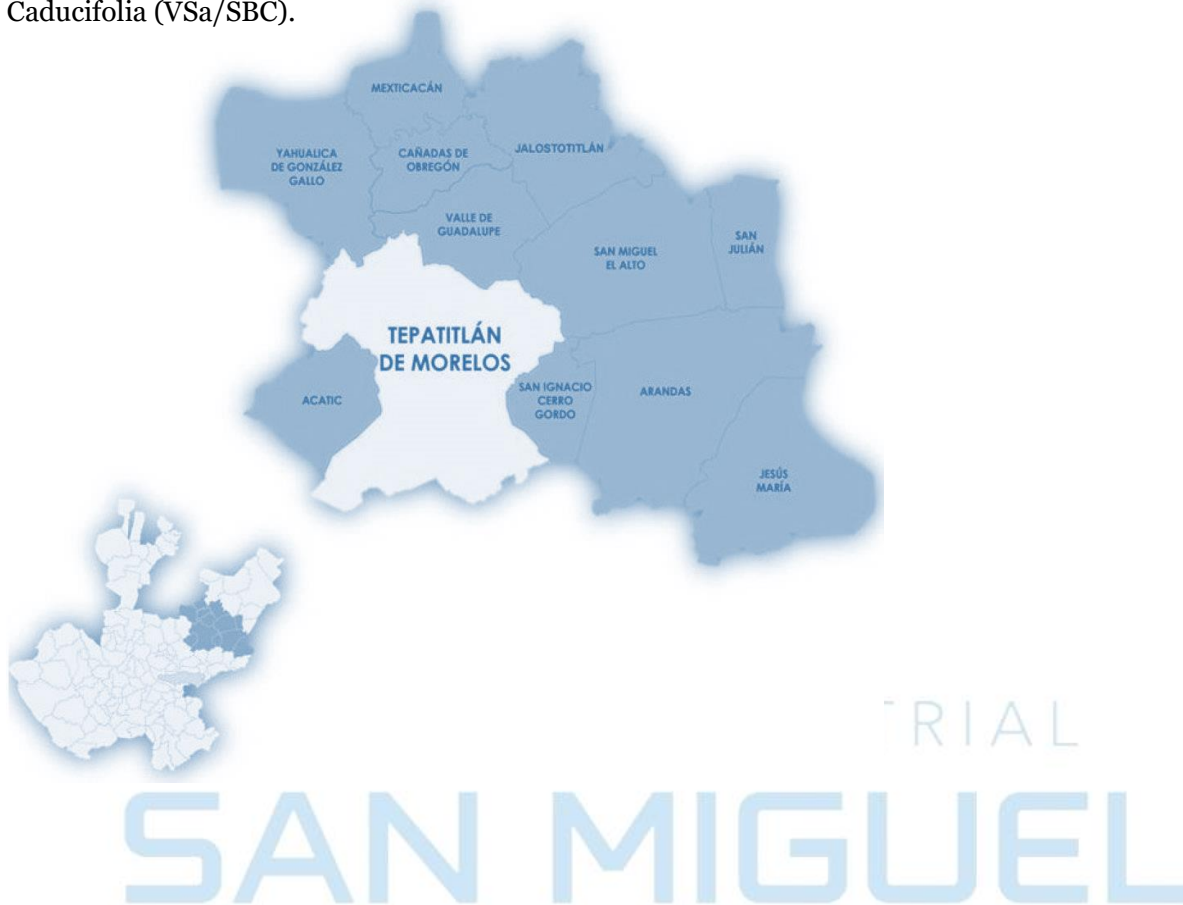 Caducifolia (VSa/SBC).
MEXTICACÁN
YAHUALICA
DE GONZÁLEZ
GALLO
CAÑADAS DE
OBREGÓN
JALOSTOTITLÁN
VALLE DE
GUADALUPE
SAN MIGUEL
EL ALTO
SAN
JULIÁN
TEPATITLÁN
DE MORELOS
ACATIC
SAN IGNACIO
CERRO
GORDO
ARANDAS
JESÚS
MARÍA
RIAL
SAN MIGUEL